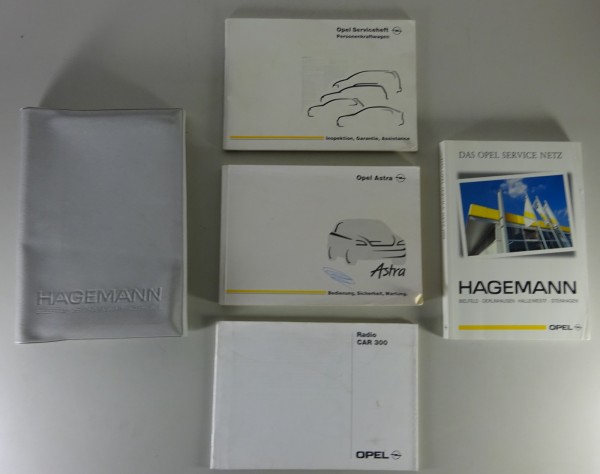 HAGEMANN
Opel Serviceheft
Personenkraftwagen
Inspektion, Garantie, Assistance
Opel Astra
Astra
Bedienung, Sicherheit, Wartung
Radio
CAR 300
OPEL
DAS OPEL SERVICE NETZ
HAGEMANN
OPEL